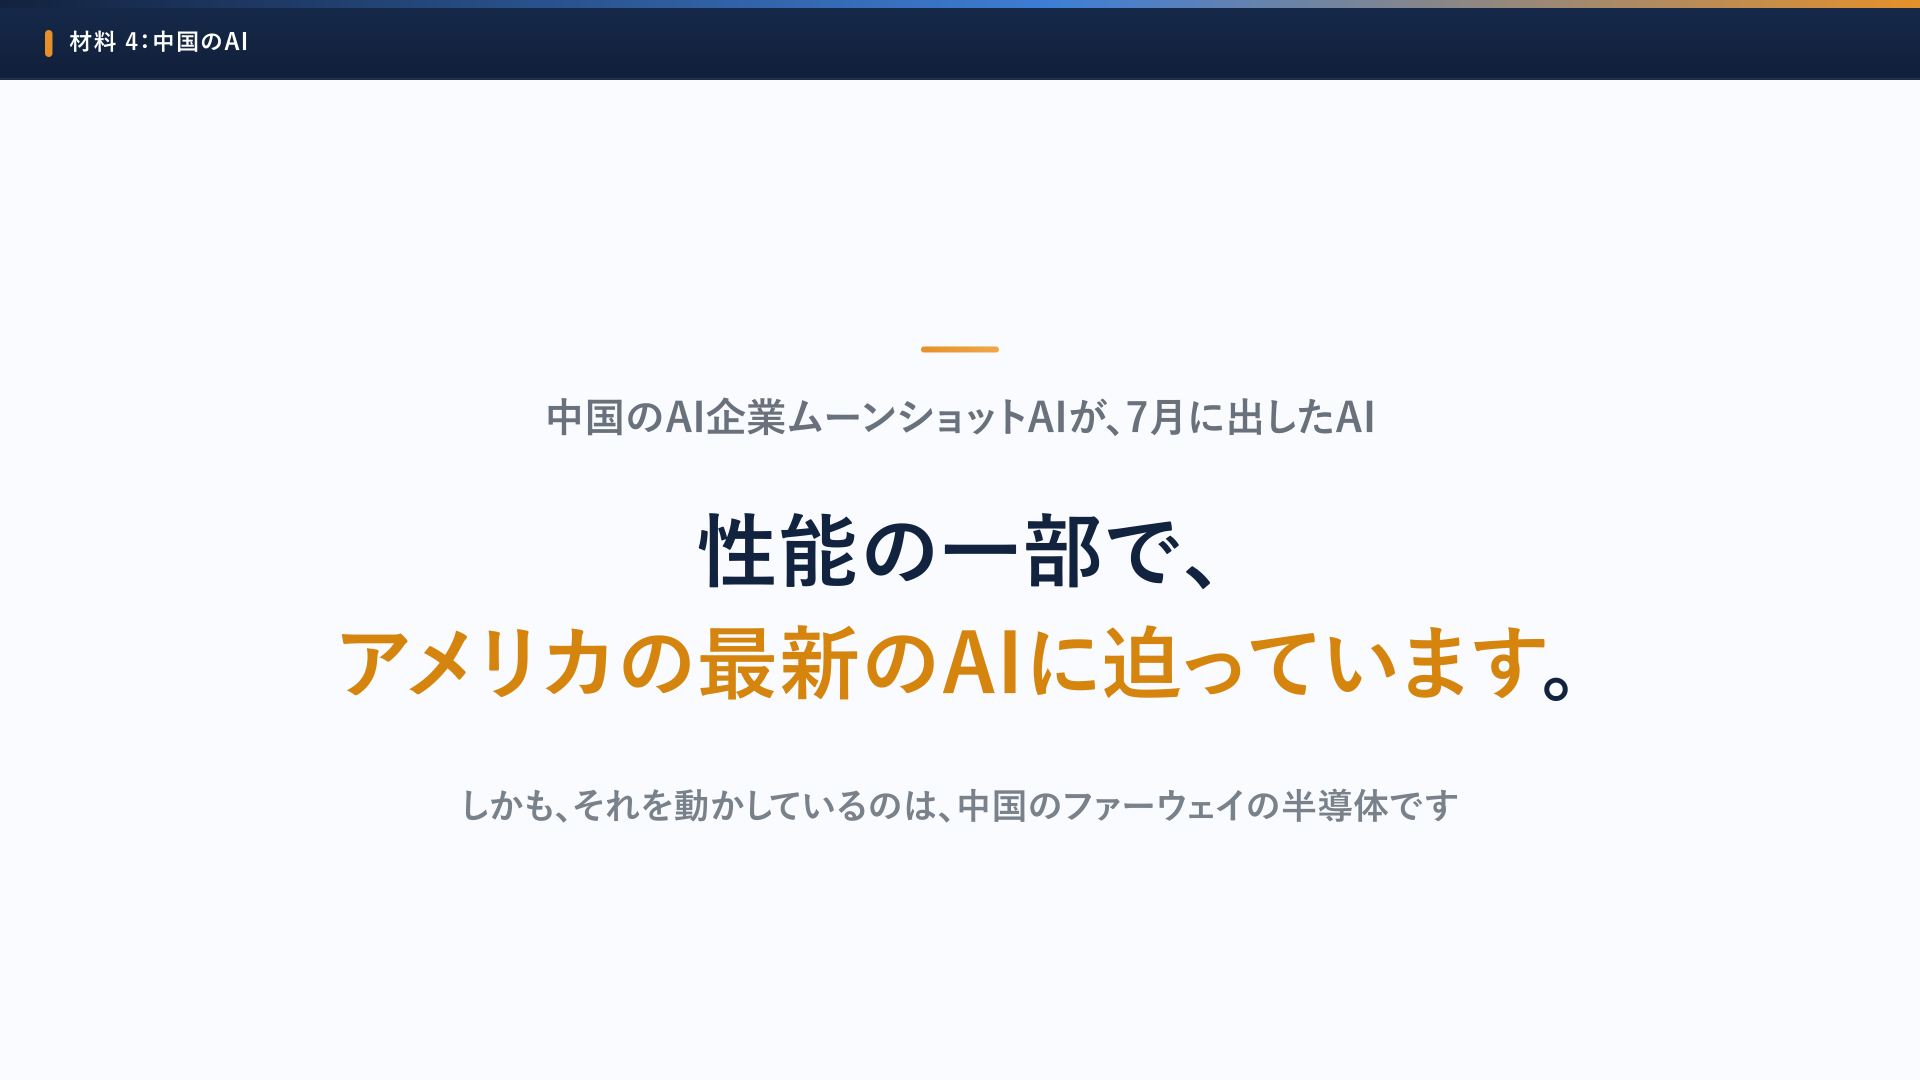 材料 4：中国のAI
中国のAI企業ムーンショットAIが、7月に出したAI
性能の一部で、
アメリカの最新のAIに迫っています。
しかも、それを動かしているのは、中国のファーウェイの半導体です